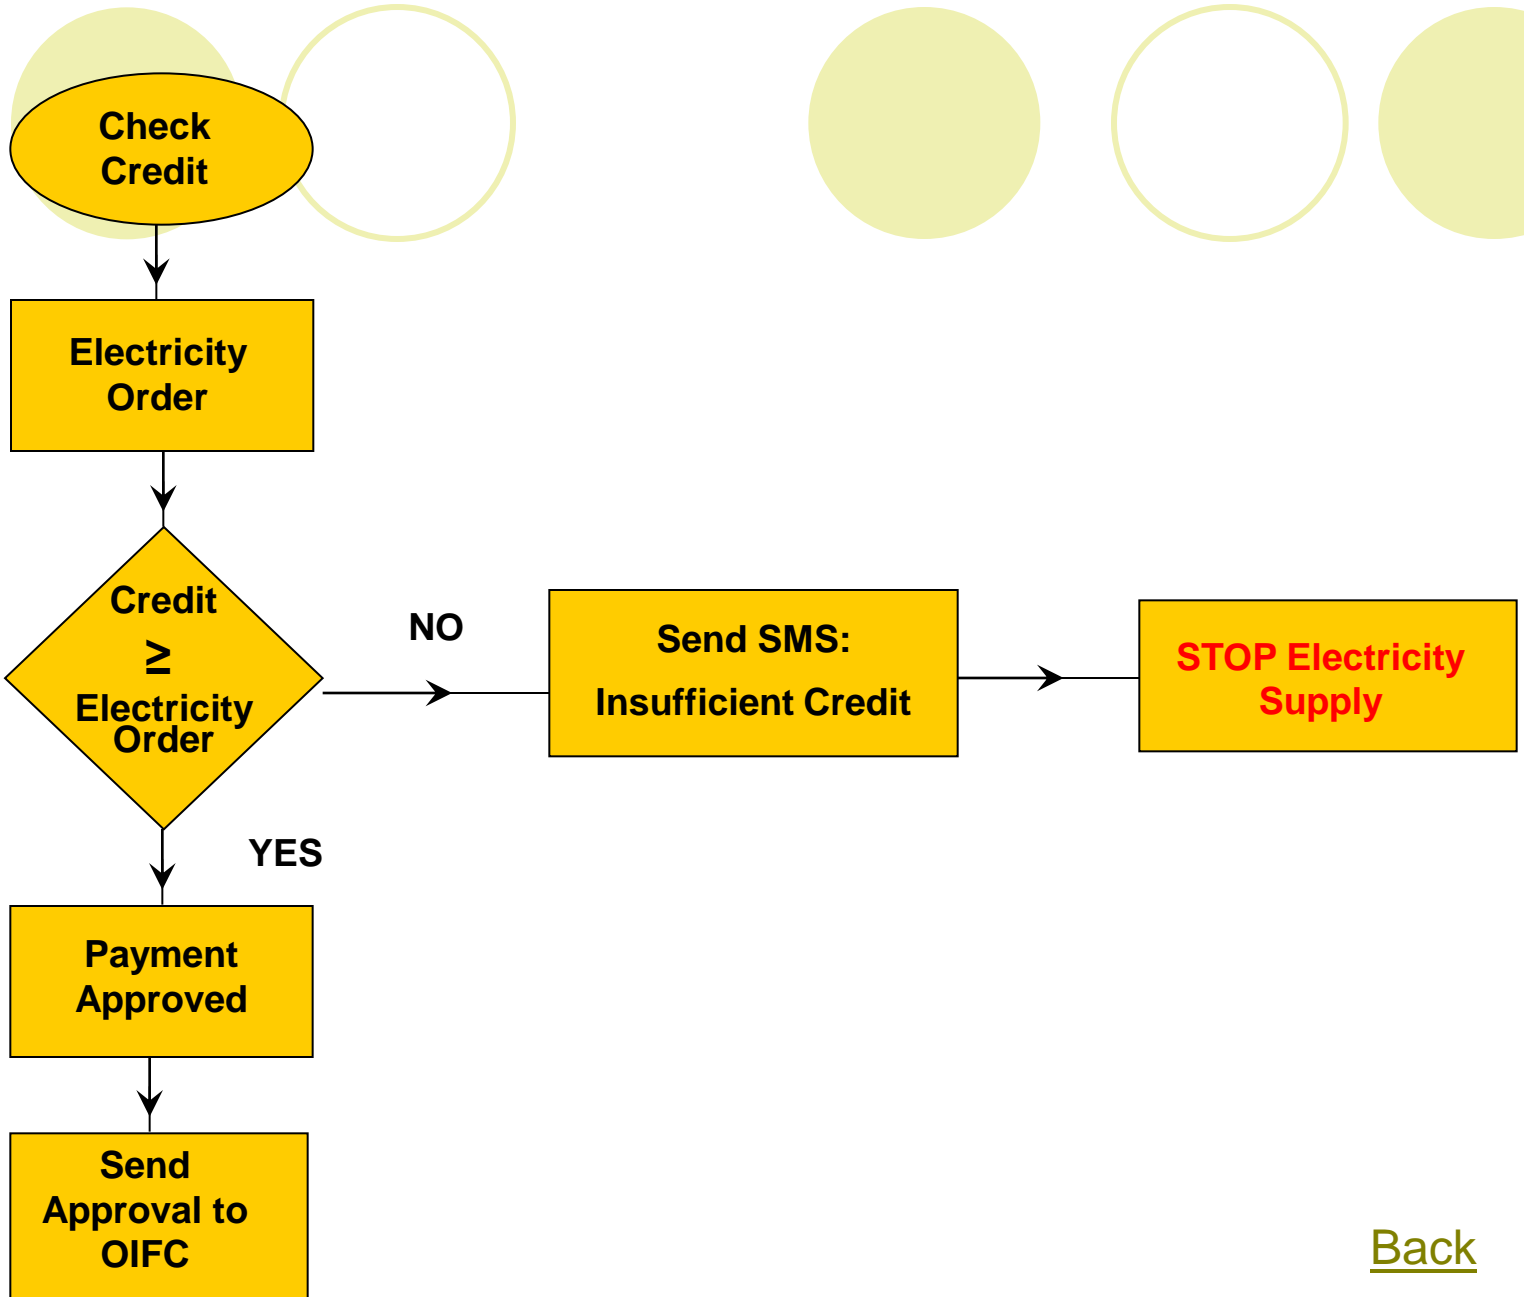 Check
Credit
Electricity
Order
Credit
≥
Electricity
Order
NO
Send SMS:
Insufficient Credit
STOP Electricity
Supply
YES
Payment
Approved
Send
Approval to
OIFC
Back